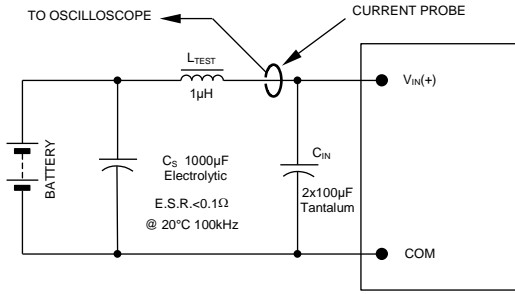 TO OSCILLOSCOPE
CURRENT PROBE
LTEST
1µH
VIN(+)
BATTERY
CS 1000µF
Electrolytic
E.S.R.<0.1Ω
@ 20°C 100kHz
CIN
2x100µF
Tantalum
COM